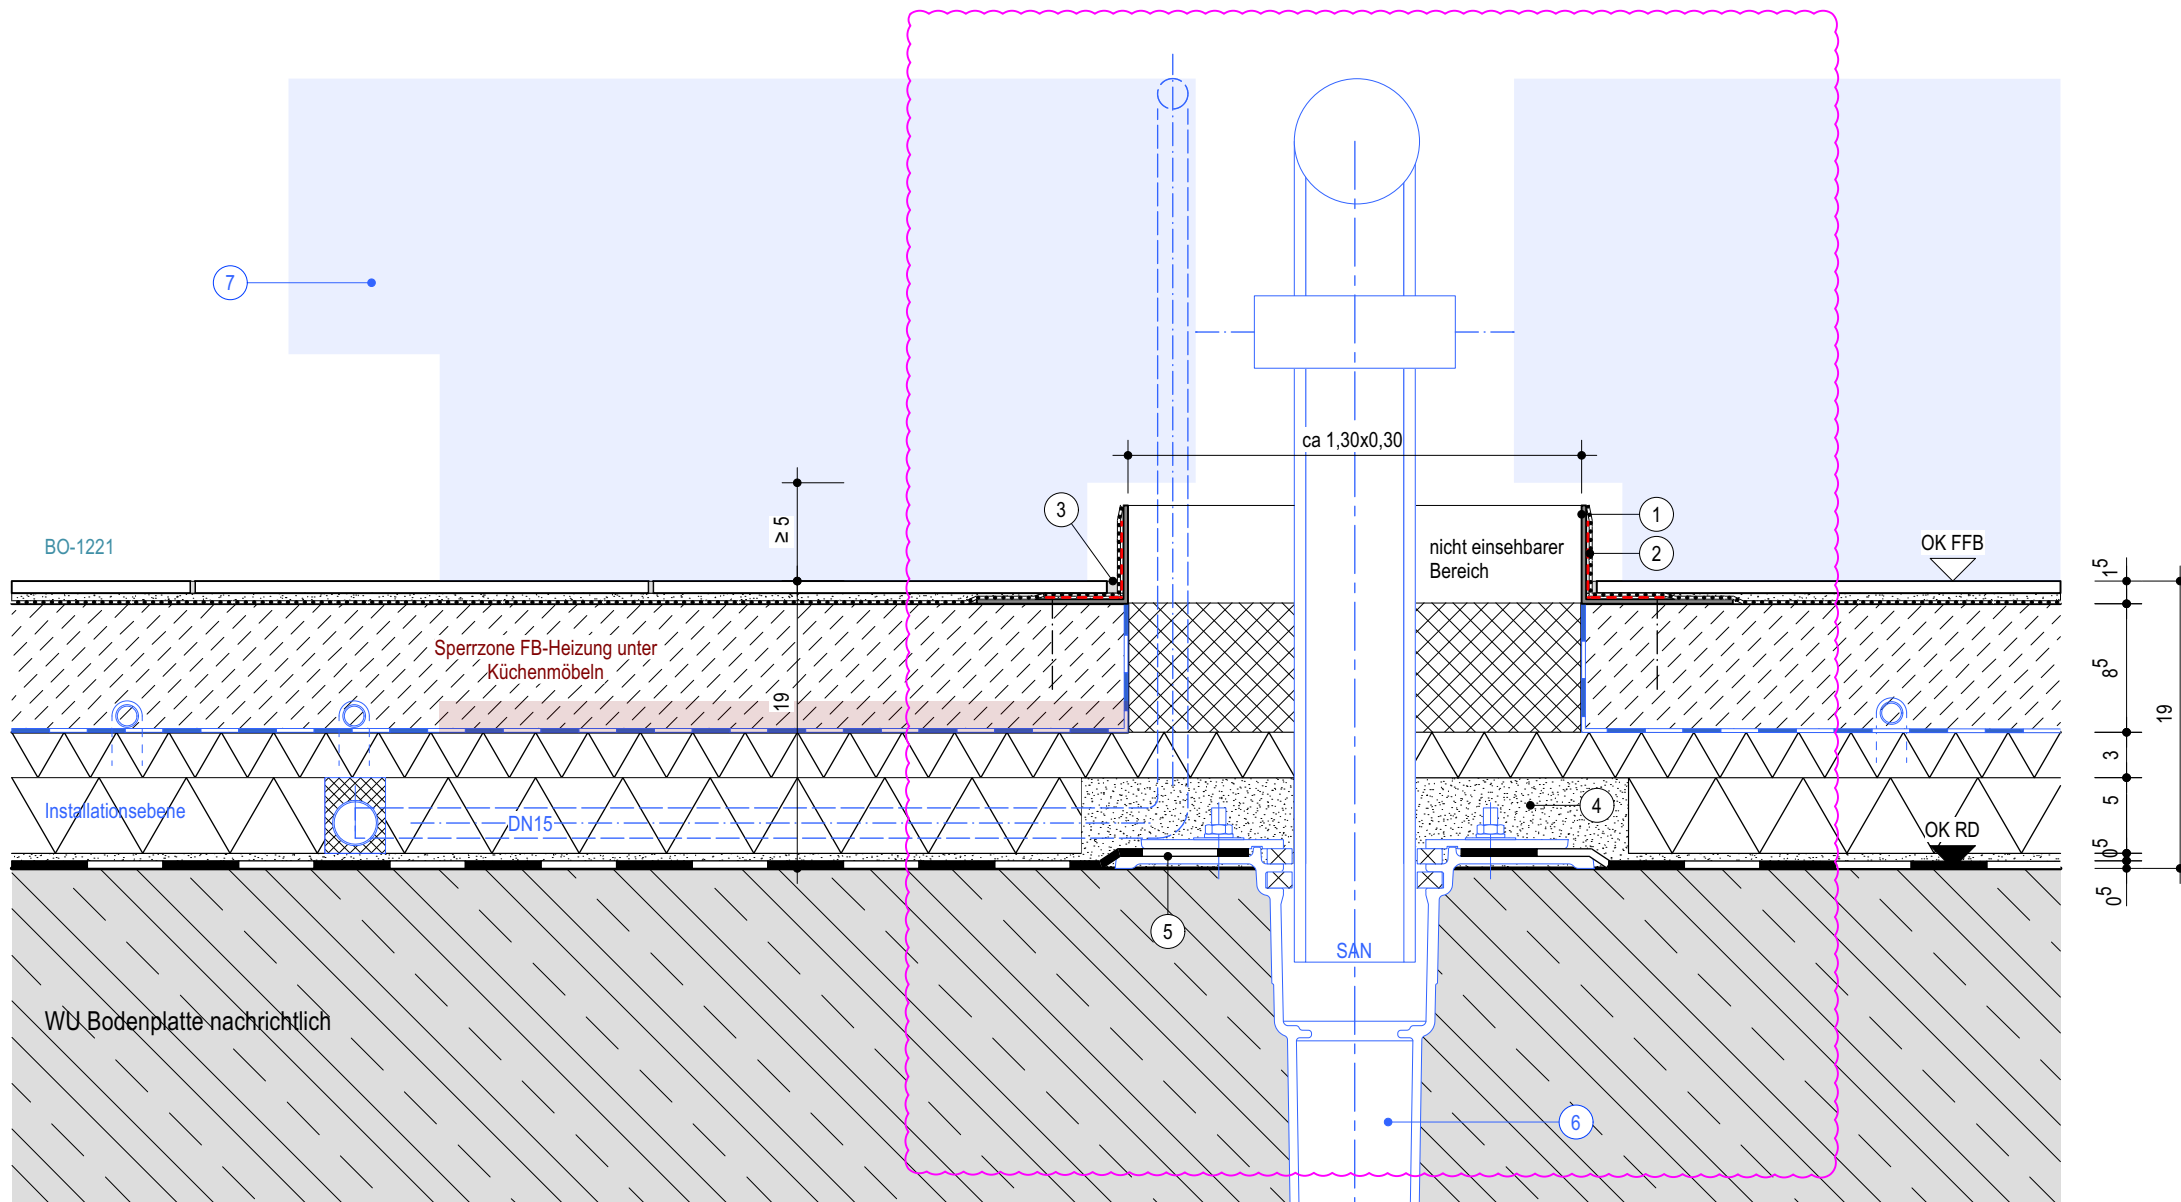 7
ca 1,30x0,30
3
1
≥ 5
nicht einsehbarer
Bereich
2
BO-1221
OK FFB
1⁵
Sperrzone FB-Heizung unter
Küchenmöbeln
8⁵
19
19
3
Installationsebene
DN15
4
5
OK RD
0⁵
0⁵
5
SAN
WU Bodenplatte nachrichtlich
6